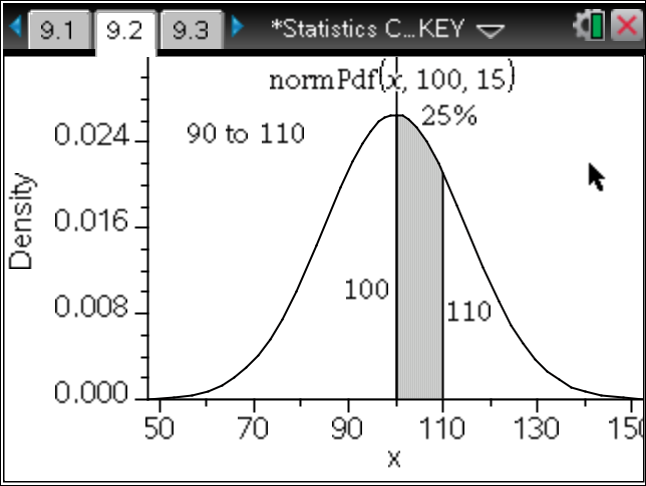 9.1 9.2 9.3 *Statistics C...KEY
normPdf(x, 100, 15)
25%
90 to 110
0.024
0.016
0.008
0.000
Density
100
110
50 70 90 110 130 150
x